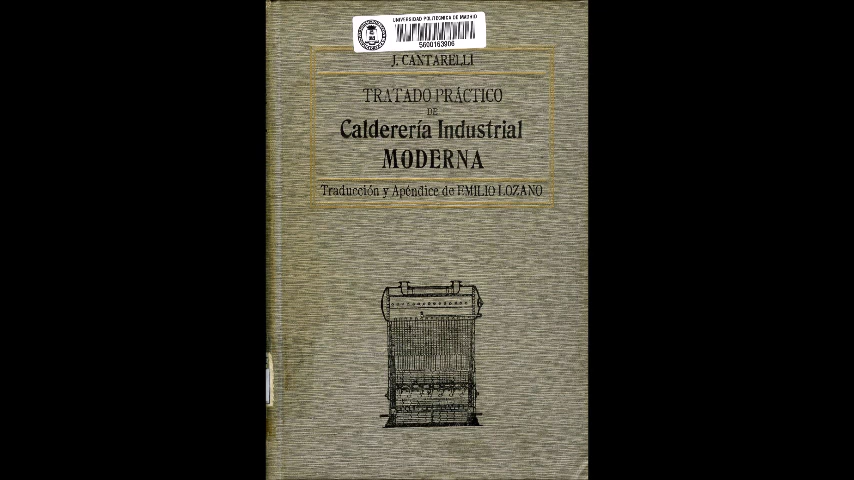 UNIVERSIDAD POLITECNICA DE MADRID
5600163906
J. CANTARELLI
TRATADO PRÁCTICO
DE
Calderería Industrial
MODERNA
Traducción y Apéndice de EMILIO LOZANO